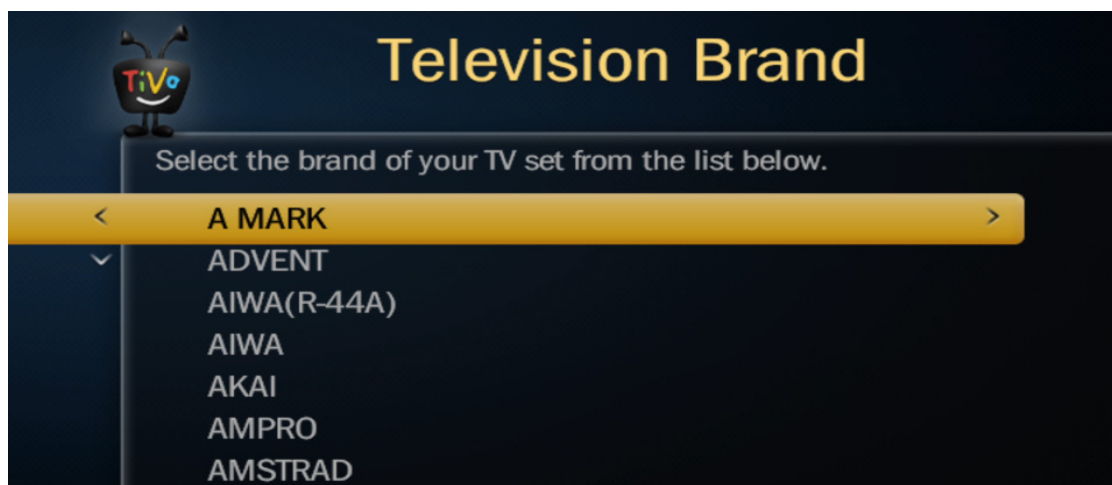 TiVo
Television Brand
Select the brand of your TV set from the list below.
A MARK
ADVENT
AIWA(R-44A)
AIWA
AKAI
AMPRO
AMSTRAD